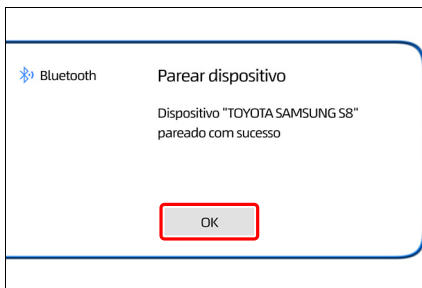 Bluetooth
Parear dispositivo
Dispositivo "TOYOTA SAMSUNG S8"
pareado com sucesso
OK